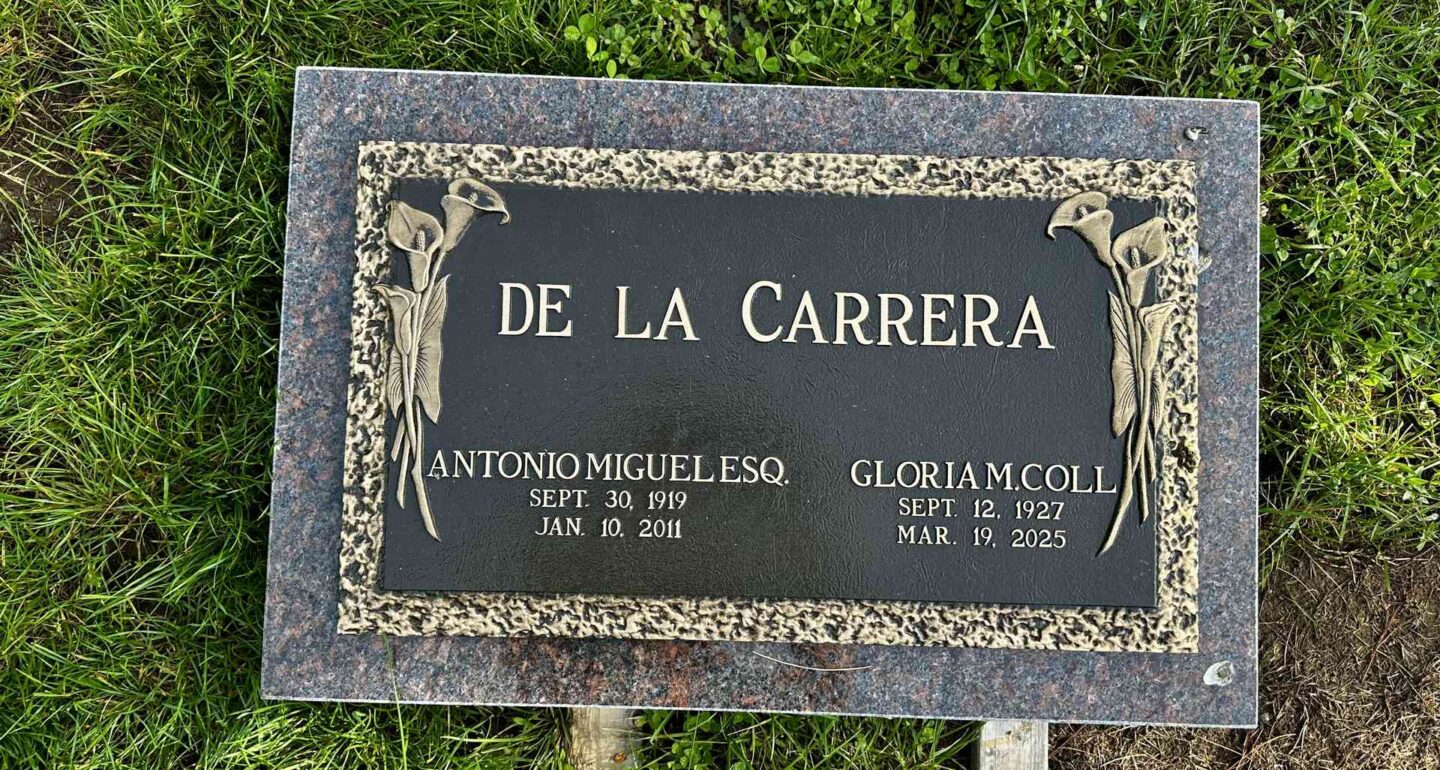 DE LA CARRERA
ANTONIO MIGUEL ESQ.
SEPT. 30, 1919
JAN. 10, 2011
GLORIA M. COLL
SEPT. 12, 1927
MAR. 19, 2025